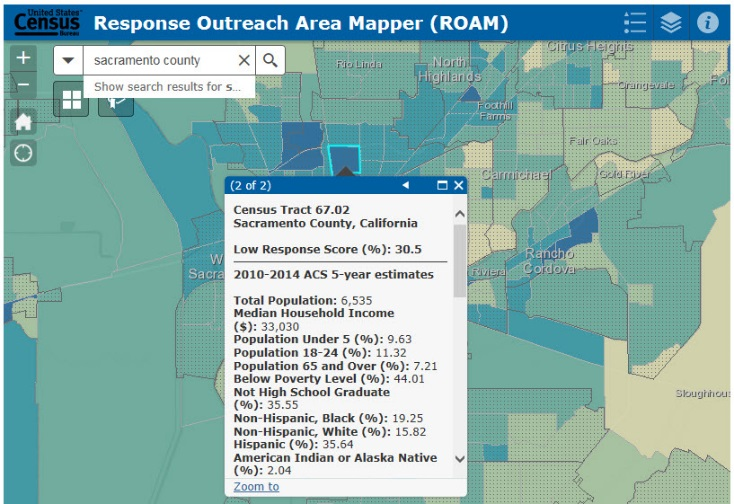 United States®
Census
Bureau
Response Outreach Area Mapper (ROAM)
sacramento county
Show search results for s...
Rio Linda
North
Highlands
Citrus Heights
Orangevale
Fol
Foothill
Farms
Fair Oaks
Carmichael
Gold River
W
Sacra
Riviera
Rancho
Cordova
Sloughhou
(2 of 2)
Census Tract 67.02
Sacramento County, California
Low Response Score (%): 30.5
2010-2014 ACS 5-year estimates
Total Population: 6,535
Median Household Income
($): 33,030
Population Under 5 (%): 9.63
Population 18-24 (%): 11.32
Population 65 and Over (%): 7.21
Below Poverty Level (%): 44.01
Not High School Graduate
(%): 35.55
Non-Hispanic, Black (%): 19.25
Non-Hispanic, White (%): 15.82
Hispanic (%): 35.64
American Indian or Alaska Native
(%): 2.04
Zoom to